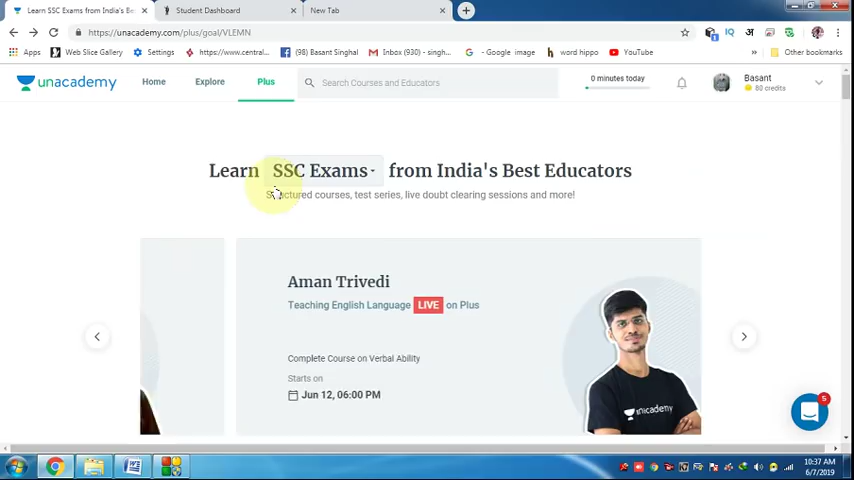 Learn SSC Exams from India's Bes
Student Dashboard
New Tab
https://unacademy.com/plus/goal/VLEMN
Apps
Web Slice Gallery
Settings
https://www.central...
(98) Basant Singhal
Inbox (930) - singh...
G - Google image
word hippo
YouTube
Other bookmarks
unacademy
Home
Explore
Plus
Search Courses and Educators
0 minutes today
Basant
80 credits
Learn SSC Exams from India's Best Educators
Structured courses, test series, live doubt clearing sessions and more!
Aman Trivedi
Teaching English Language LIVE on Plus
Complete Course on Verbal Ability
Starts on
Jun 12, 06:00 PM
unacademy
5
10:37 AM
6/7/2019